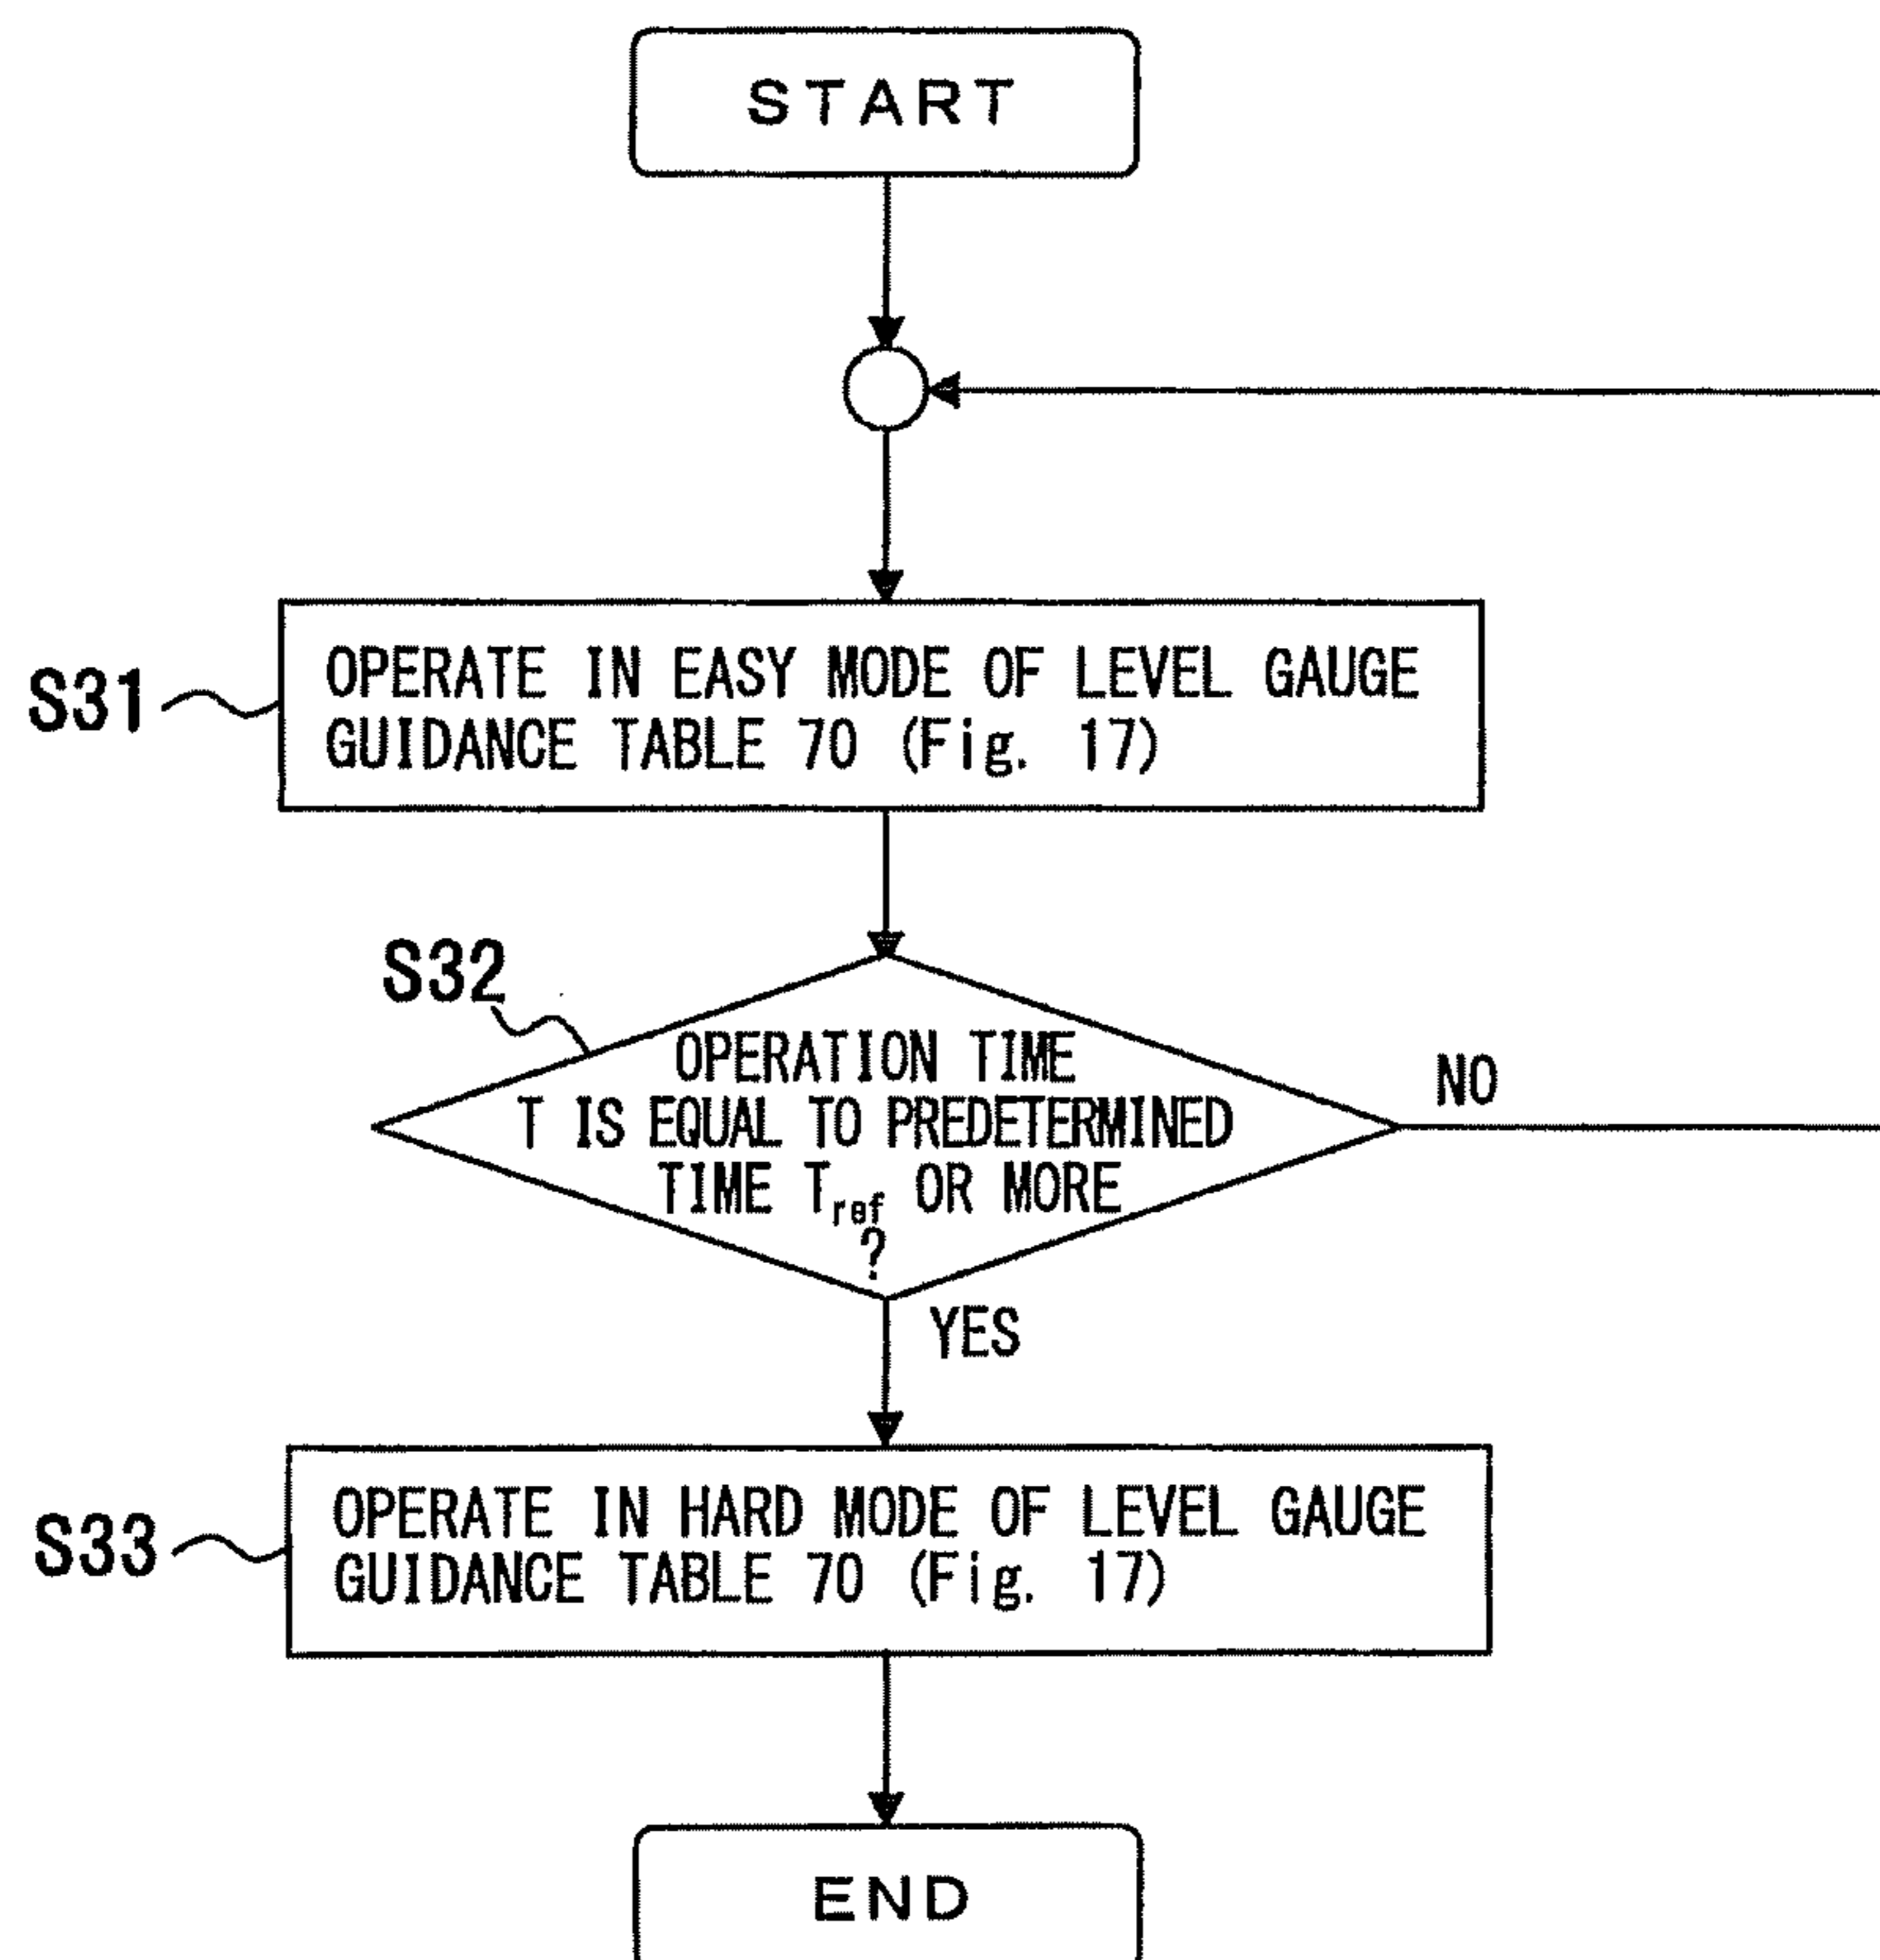 START
S31
OPERATE IN EASY MODE OF LEVEL GAUGE
GUIDANCE TABLE 70 (Fig. 17)
S32
OPERATION TIME
T IS EQUAL TO PREDETERMINED
TIME Tref OR MORE
?
NO
YES
S33
OPERATE IN HARD MODE OF LEVEL GAUGE
GUIDANCE TABLE 70 (Fig. 17)
END